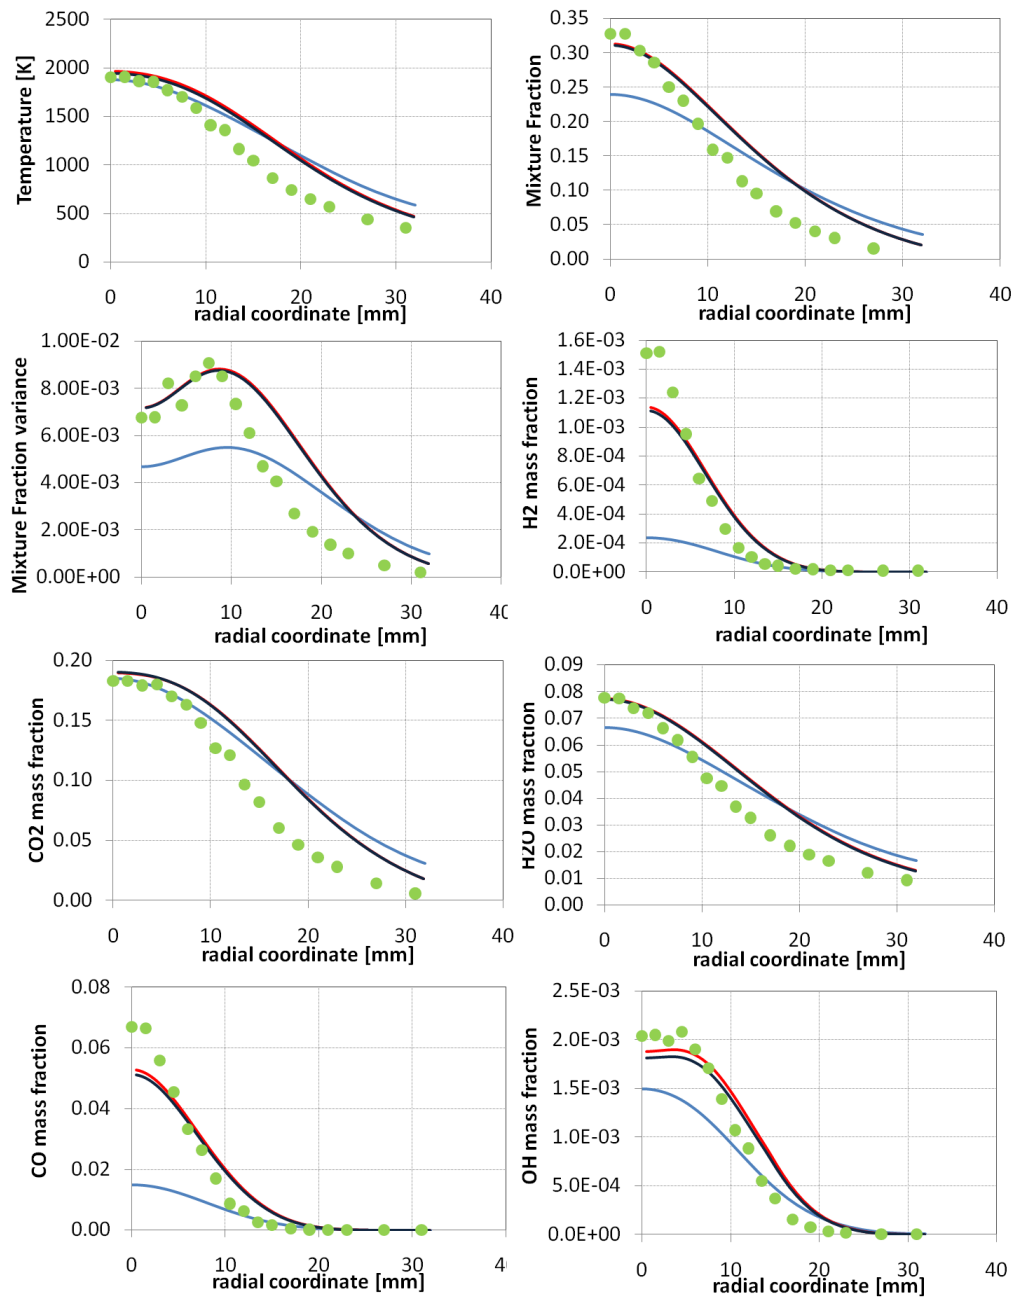 Temperature [K]
2500
2000
1500
1000
500
0
0 10 20 30 40
radial coordinate [mm]
Mixture Fraction
0.35
0.30
0.25
0.20
0.15
0.10
0.05
0.00
0 10 20 30 40
radial coordinate [mm]
Mixture Fraction variance
1.00E-02
8.00E-03
6.00E-03
4.00E-03
2.00E-03
0.00E+00
0 10 20 30 40
radial coordinate [mm]
H2 mass fraction
1.6E-03
1.4E-03
1.2E-03
1.0E-03
8.0E-04
6.0E-04
4.0E-04
2.0E-04
0.0E+00
0 10 20 30 40
radial coordinate [mm]
CO2 mass fraction
0.20
0.15
0.10
0.05
0.00
0 10 20 30 40
radial coordinate [mm]
H2O mass fraction
0.09
0.08
0.07
0.06
0.05
0.04
0.03
0.02
0.01
0.00
0 10 20 30 40
radial coordinate [mm]
CO mass fraction
0.08
0.06
0.04
0.02
0.00
0 10 20 30 40
radial coordinate [mm]
OH mass fraction
2.5E-03
2.0E-03
1.5E-03
1.0E-03
5.0E-04
0.0E+00
0 10 20 30 40
radial coordinate [mm]